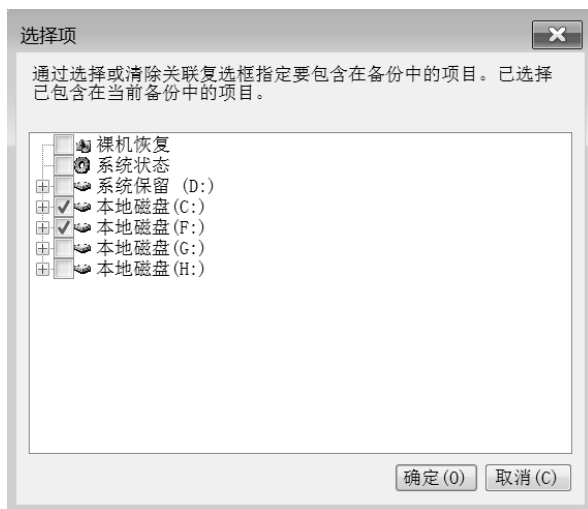 选择项
通过选择或清除关联复选框指定要包含在备份中的项目。已选择
已包含在当前备份中的项目。
裸机恢复
系统状态
系统保留 (D:)
本地磁盘(C:)
本地磁盘(F:)
本地磁盘(G:)
本地磁盘(H:)
确定(O) 取消(C)